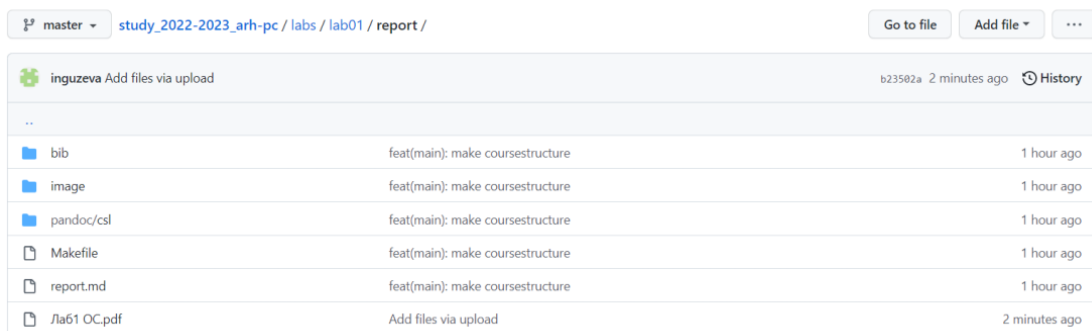 master study_2022-2023_arh-pc / labs / lab01 / report / Go to file Add file ...
inguzeva Add files via upload b23502a 2 minutes ago History
..
bib feat(main): make coursestructure 1 hour ago
image feat(main): make coursestructure 1 hour ago
pandoc/csl feat(main): make coursestructure 1 hour ago
Makefile feat(main): make coursestructure 1 hour ago
report.md feat(main): make coursestructure 1 hour ago
Лаб1 ОС.pdf Add files via upload 2 minutes ago